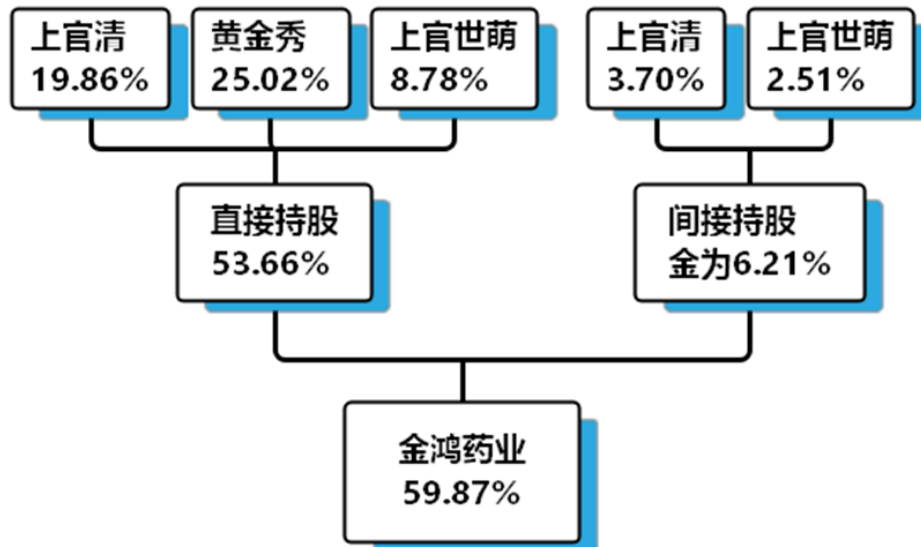 上官清
19.86%
黄金秀
25.02%
上官世萌
8.78%
上官清
3.70%
上官世萌
2.51%
直接持股
53.66%
间接持股
金为6.21%
金鸿药业
59.87%